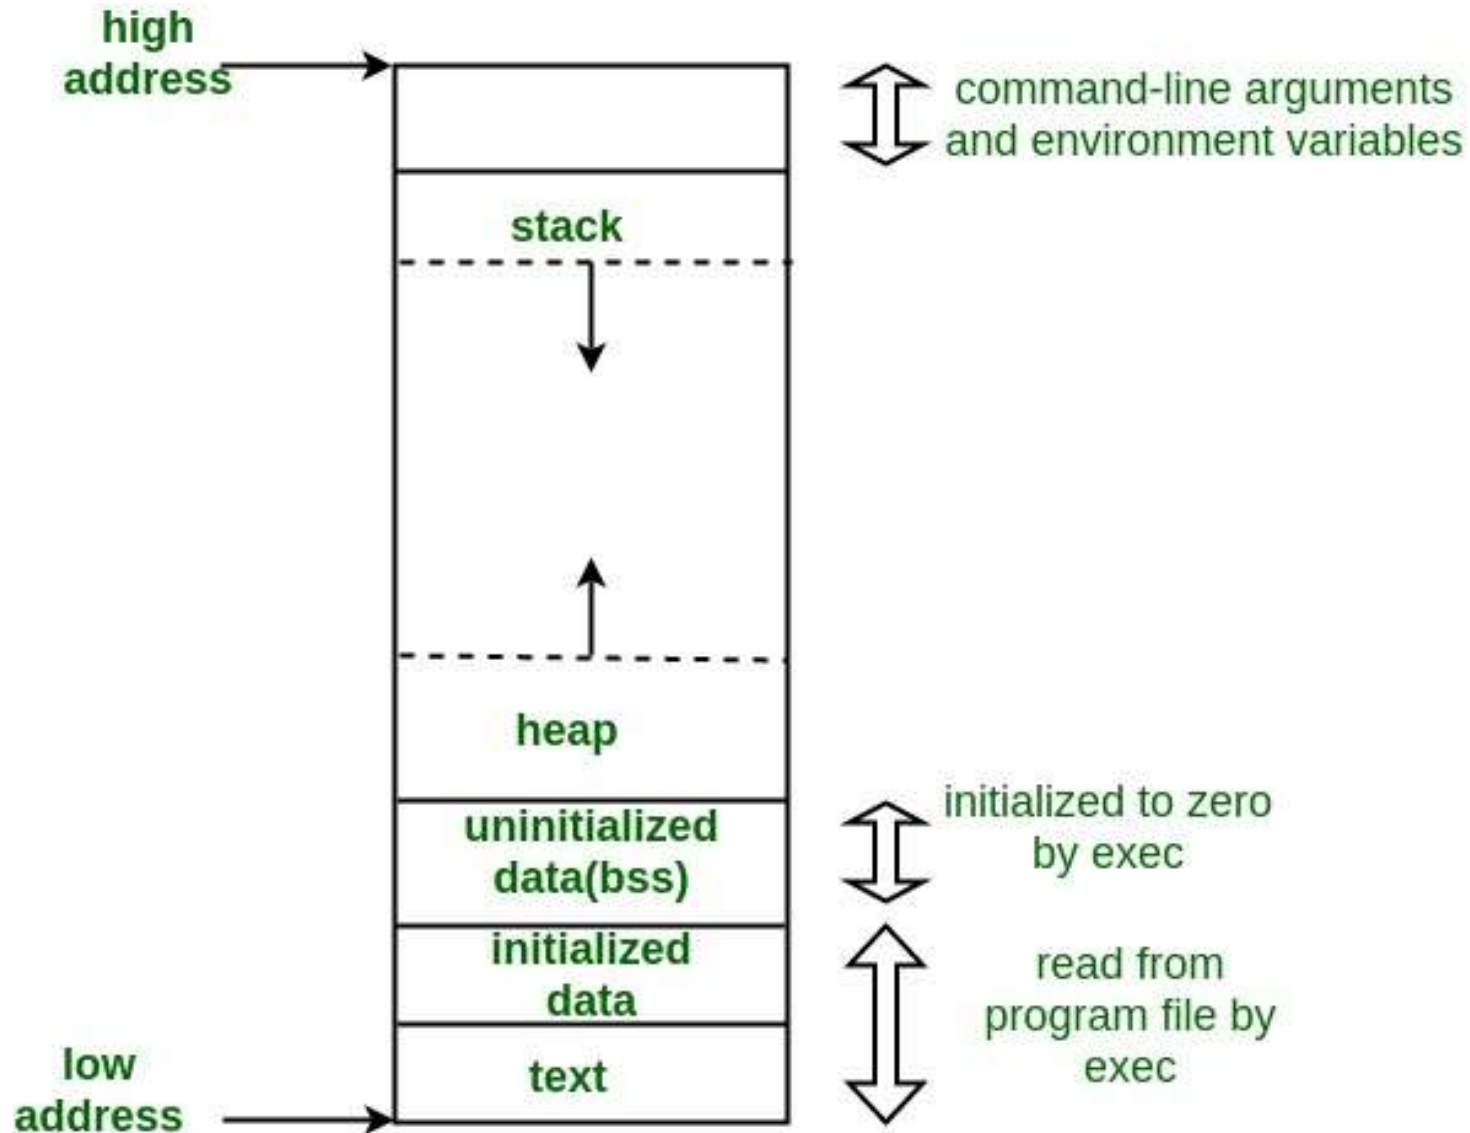 high
address
command-line arguments
and environment variables
stack
heap
uninitialized
data(bss)
initialized to zero
by exec
initialized
data
read from
program file by
exec
text
low
address